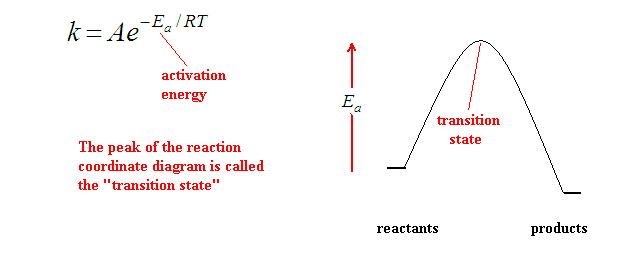 k = Ae^{-E_a/RT}
activation
energy
E_a
transition
state
The peak of the reaction
coordinate diagram is called
the "transition state"
reactants
products